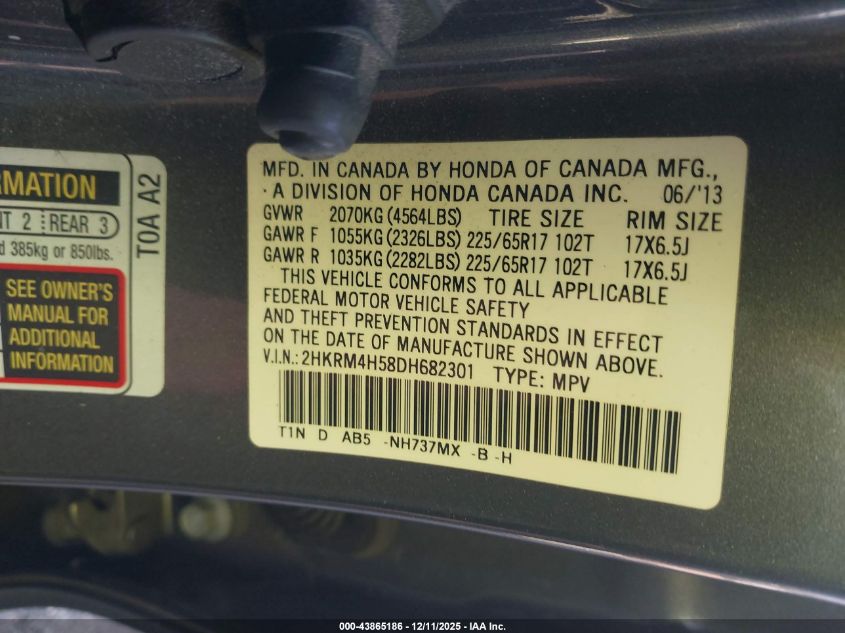 RMATION
NT 2 REAR 3
d 385kg or 850lbs.
SEE OWNER'S
MANUAL FOR
ADDITIONAL
INFORMATION
T0A A2
MFD. IN CANADA BY HONDA OF CANADA MFG.,
A DIVISION OF HONDA CANADA INC. 06/'13
GVWR 2070KG (4564LBS) TIRE SIZE RIM SIZE
GAWR F 1055KG (2326LBS) 225/65R17 102T 17X6.5J
GAWR R 1035KG (2282LBS) 225/65R17 102T 17X6.5J
THIS VEHICLE CONFORMS TO ALL APPLICABLE
FEDERAL MOTOR VEHICLE SAFETY
AND THEFT PREVENTION STANDARDS IN EFFECT
ON THE DATE OF MANUFACTURE SHOWN ABOVE.
V.I.N.: 2HKRM4H58DH682301 TYPE: MPV
T1N D AB5 -NH737MX -B -H
000-43865186 - 12/11/2025 - IAA Inc.